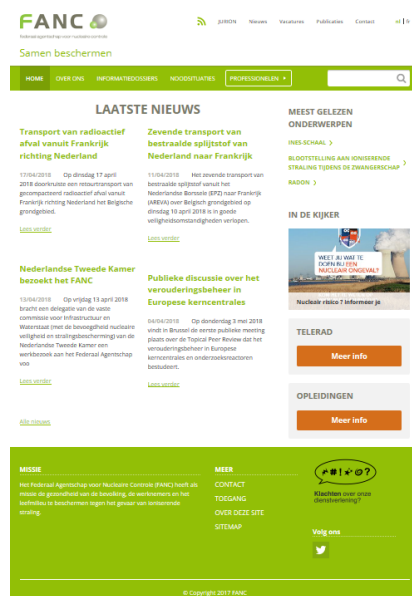 FANC
Federaal agentschap voor nucleaire controle
Samen beschermen
JURION Nieuws Vacatures Publicaties Contact nl | fr
HOME OVER ONS INFORMATIEDOSSIERS NOODSITUATIES PROFESSIONELEN
LAATSTE NIEUWS
Transport van radioactief
afval vanuit Frankrijk
richting Nederland
17/04/2018 Op dinsdag 17 april
2018 doorkruiste een retourtransport van
gecompacteerd radioactief afval vanuit
Frankrijk richting Nederland het Belgische
grondgebied.
Lees verder
Zevende transport van
bestraalde splijtstof vanuit
Nederland naar Frankrijk
11/04/2018 Het zevende transport van
bestraalde splijtstof vanuit het
Nederlandse Borssele (EPZ) naar Frankrijk
(AREVA) over Belgisch grondgebied op
dinsdag 10 april 2018 is in goede
veiligheidsomstandigheden verlopen.
Lees verder
Nederlandse Tweede Kamer
bezoekt het FANC
13/04/2018 Op vrijdag 13 april 2018
bracht een delegatie van de vaste
commissie voor Infrastructuur en
Waterstaat (met de bevoegdheid nucleaire
veiligheid en stralingsbescherming) van de
Nederlandse Tweede Kamer een
werkbezoek aan het Federaal Agentschap
voo
Lees verder
Publieke discussie over het
verouderingsbeheer in
Europese kerncentrales
04/04/2018 Op donderdag 3 mei 2018
vindt in Brussel de eerste publieke meeting
plaats over de Topical Peer Review dat het
verouderingsbeheer in Europese
kerncentrales en onderzoeksreactoren
bestudeert.
Lees verder
Alle nieuws
MEEST GELEZEN
ONDERWERPEN
INES-SCHAAL
BLOOTSTELLING AAN IONISERENDE
STRALING TIJDENS DE ZWANGERSCHAP
RADON
IN DE KIJKER
WEET JIJ WAT TE
DOEN BIJ EEN
NUCLEAIR ONGEVAL?
Nucleair risico ? Informeer je
TELERAD
Meer info
OPLEIDINGEN
Meer info
MISSIE
Het Federaal Agentschap voor Nucleaire Controle (FANC) heeft als
missie de gezondheid van de bevolking, de werknemers en het
leefmilieu te beschermen tegen het gevaar van ioniserende
straling.
MEER
CONTACT
TOEGANG
OVER DEZE SITE
SITEMAP
Klachten over onze
dienstverlening?
Volg ons
© Copyright 2017 FANC